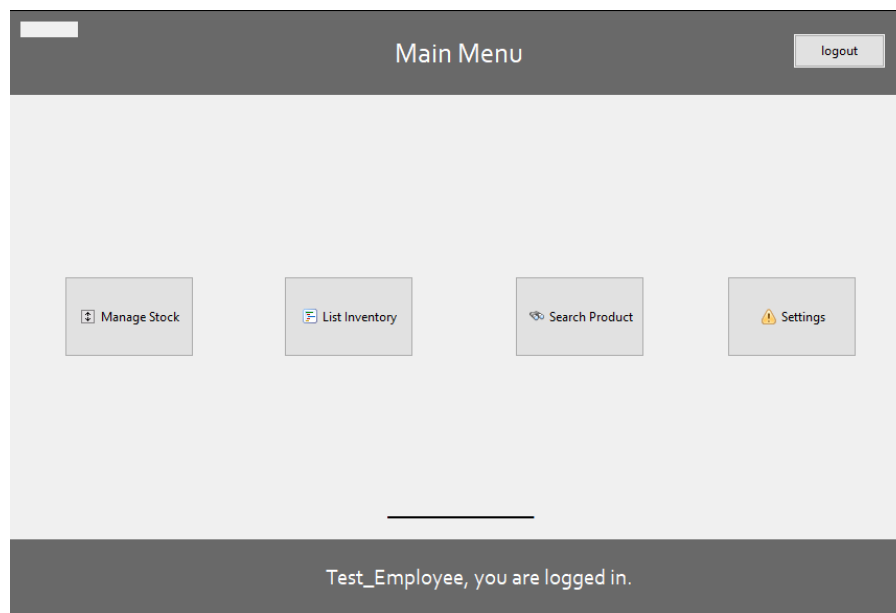 Main Menu
logout
Manage Stock
List Inventory
Search Product
Settings
Test_Employee, you are logged in.